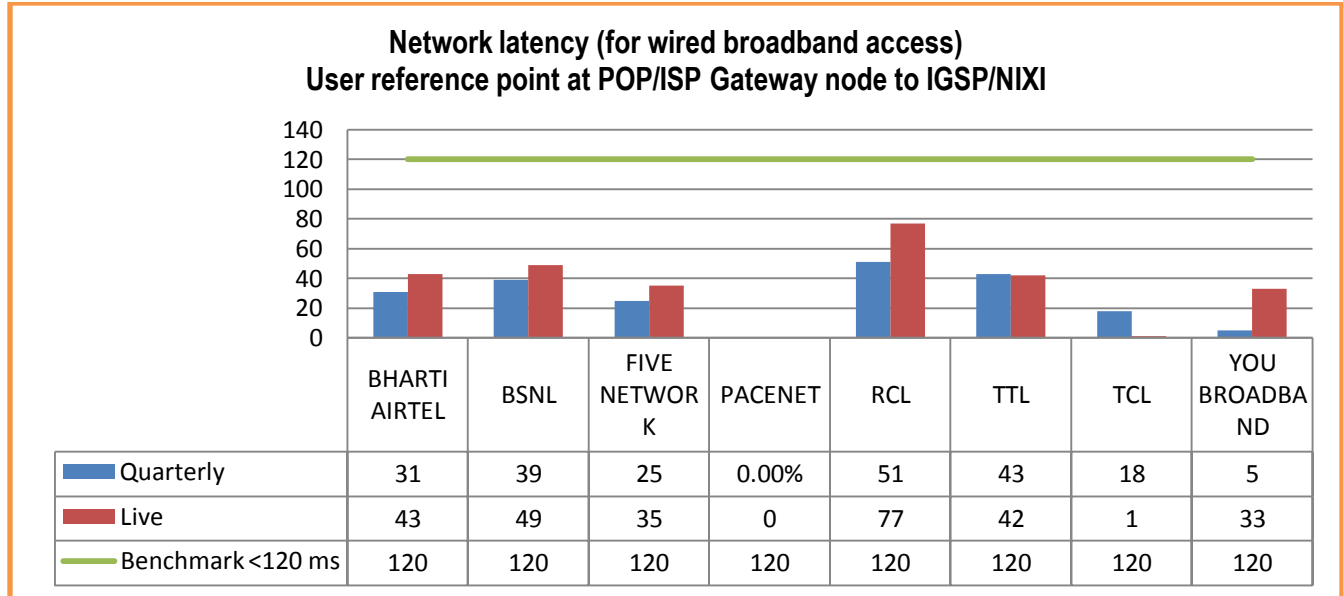 Network latency (for wired broadband access)
User reference point at POP/ISP Gateway node to IGSP/NIXI
140
120
100
80
60
40
20
0
BHARTI
AIRTEL
BSNL
FIVE
NETWOR
K
PACENET
RCL
TTL
TCL
YOU
BROADBA
ND
Quarterly 31 39 25 0.00% 51 43 18 5
Live 43 49 35 0 77 42 1 33
Benchmark <120 ms 120 120 120 120 120 120 120 120